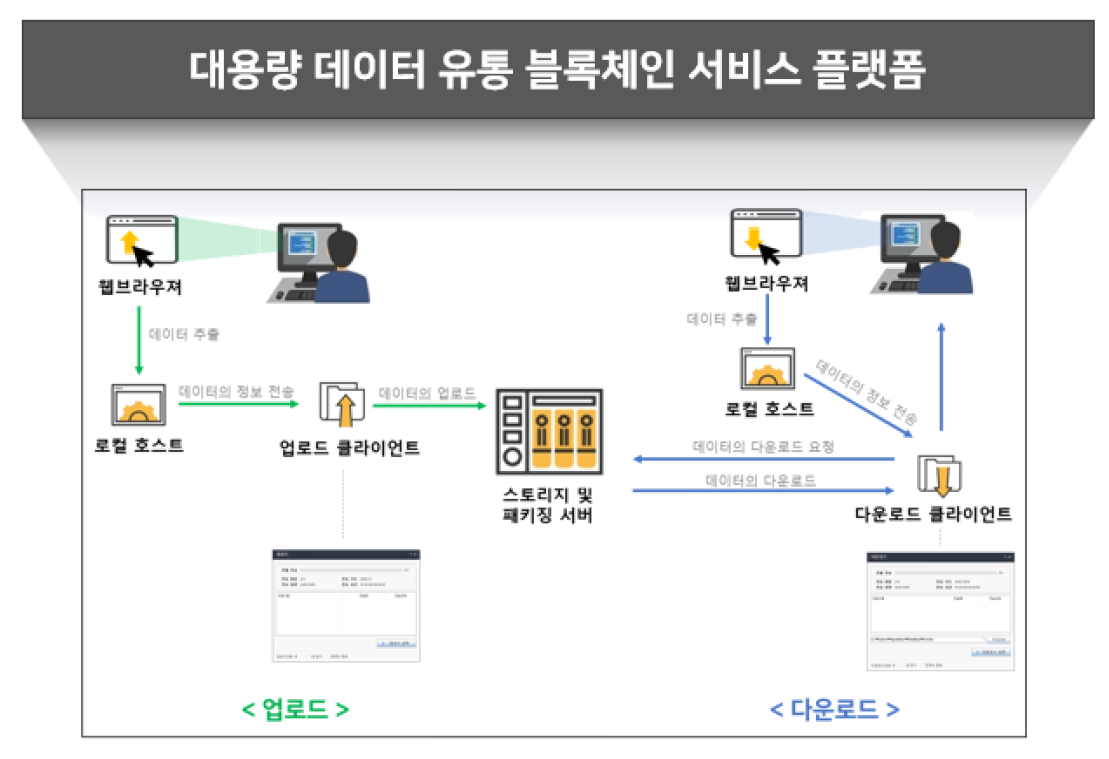 대용량 데이터 유통 블록체인 서비스 플랫폼
웹브라우져
데이터 추출
로컬 호스트
데이터의 정보 전송
업로드 클라이언트
데이터의 업로드
스토리지 및
패키징 서버
< 업로드 >
웹브라우져
데이터 추출
로컬 호스트
데이터의 정보 전송
데이터의 다운로드 요청
데이터의 다운로드
다운로드 클라이언트
< 다운로드 >